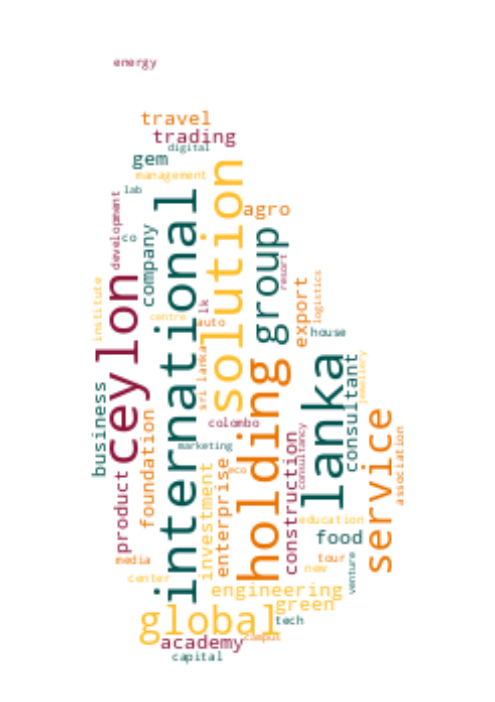 energy
travel
trading
digital
gem
management
lab
development
solution
international
agro
co
company
group
resort
logistics
ceylon
institute
export
lk
centre
auto
house
sri lanka
holding
lanka
consultant
jewellery
business
foundation
colombo
service
marketing
association
product
investment
enterprise
eco
construction
consultancy
education
food
media
tour
center
new
venture
engineering
green
global
tech
campus
academy
capital